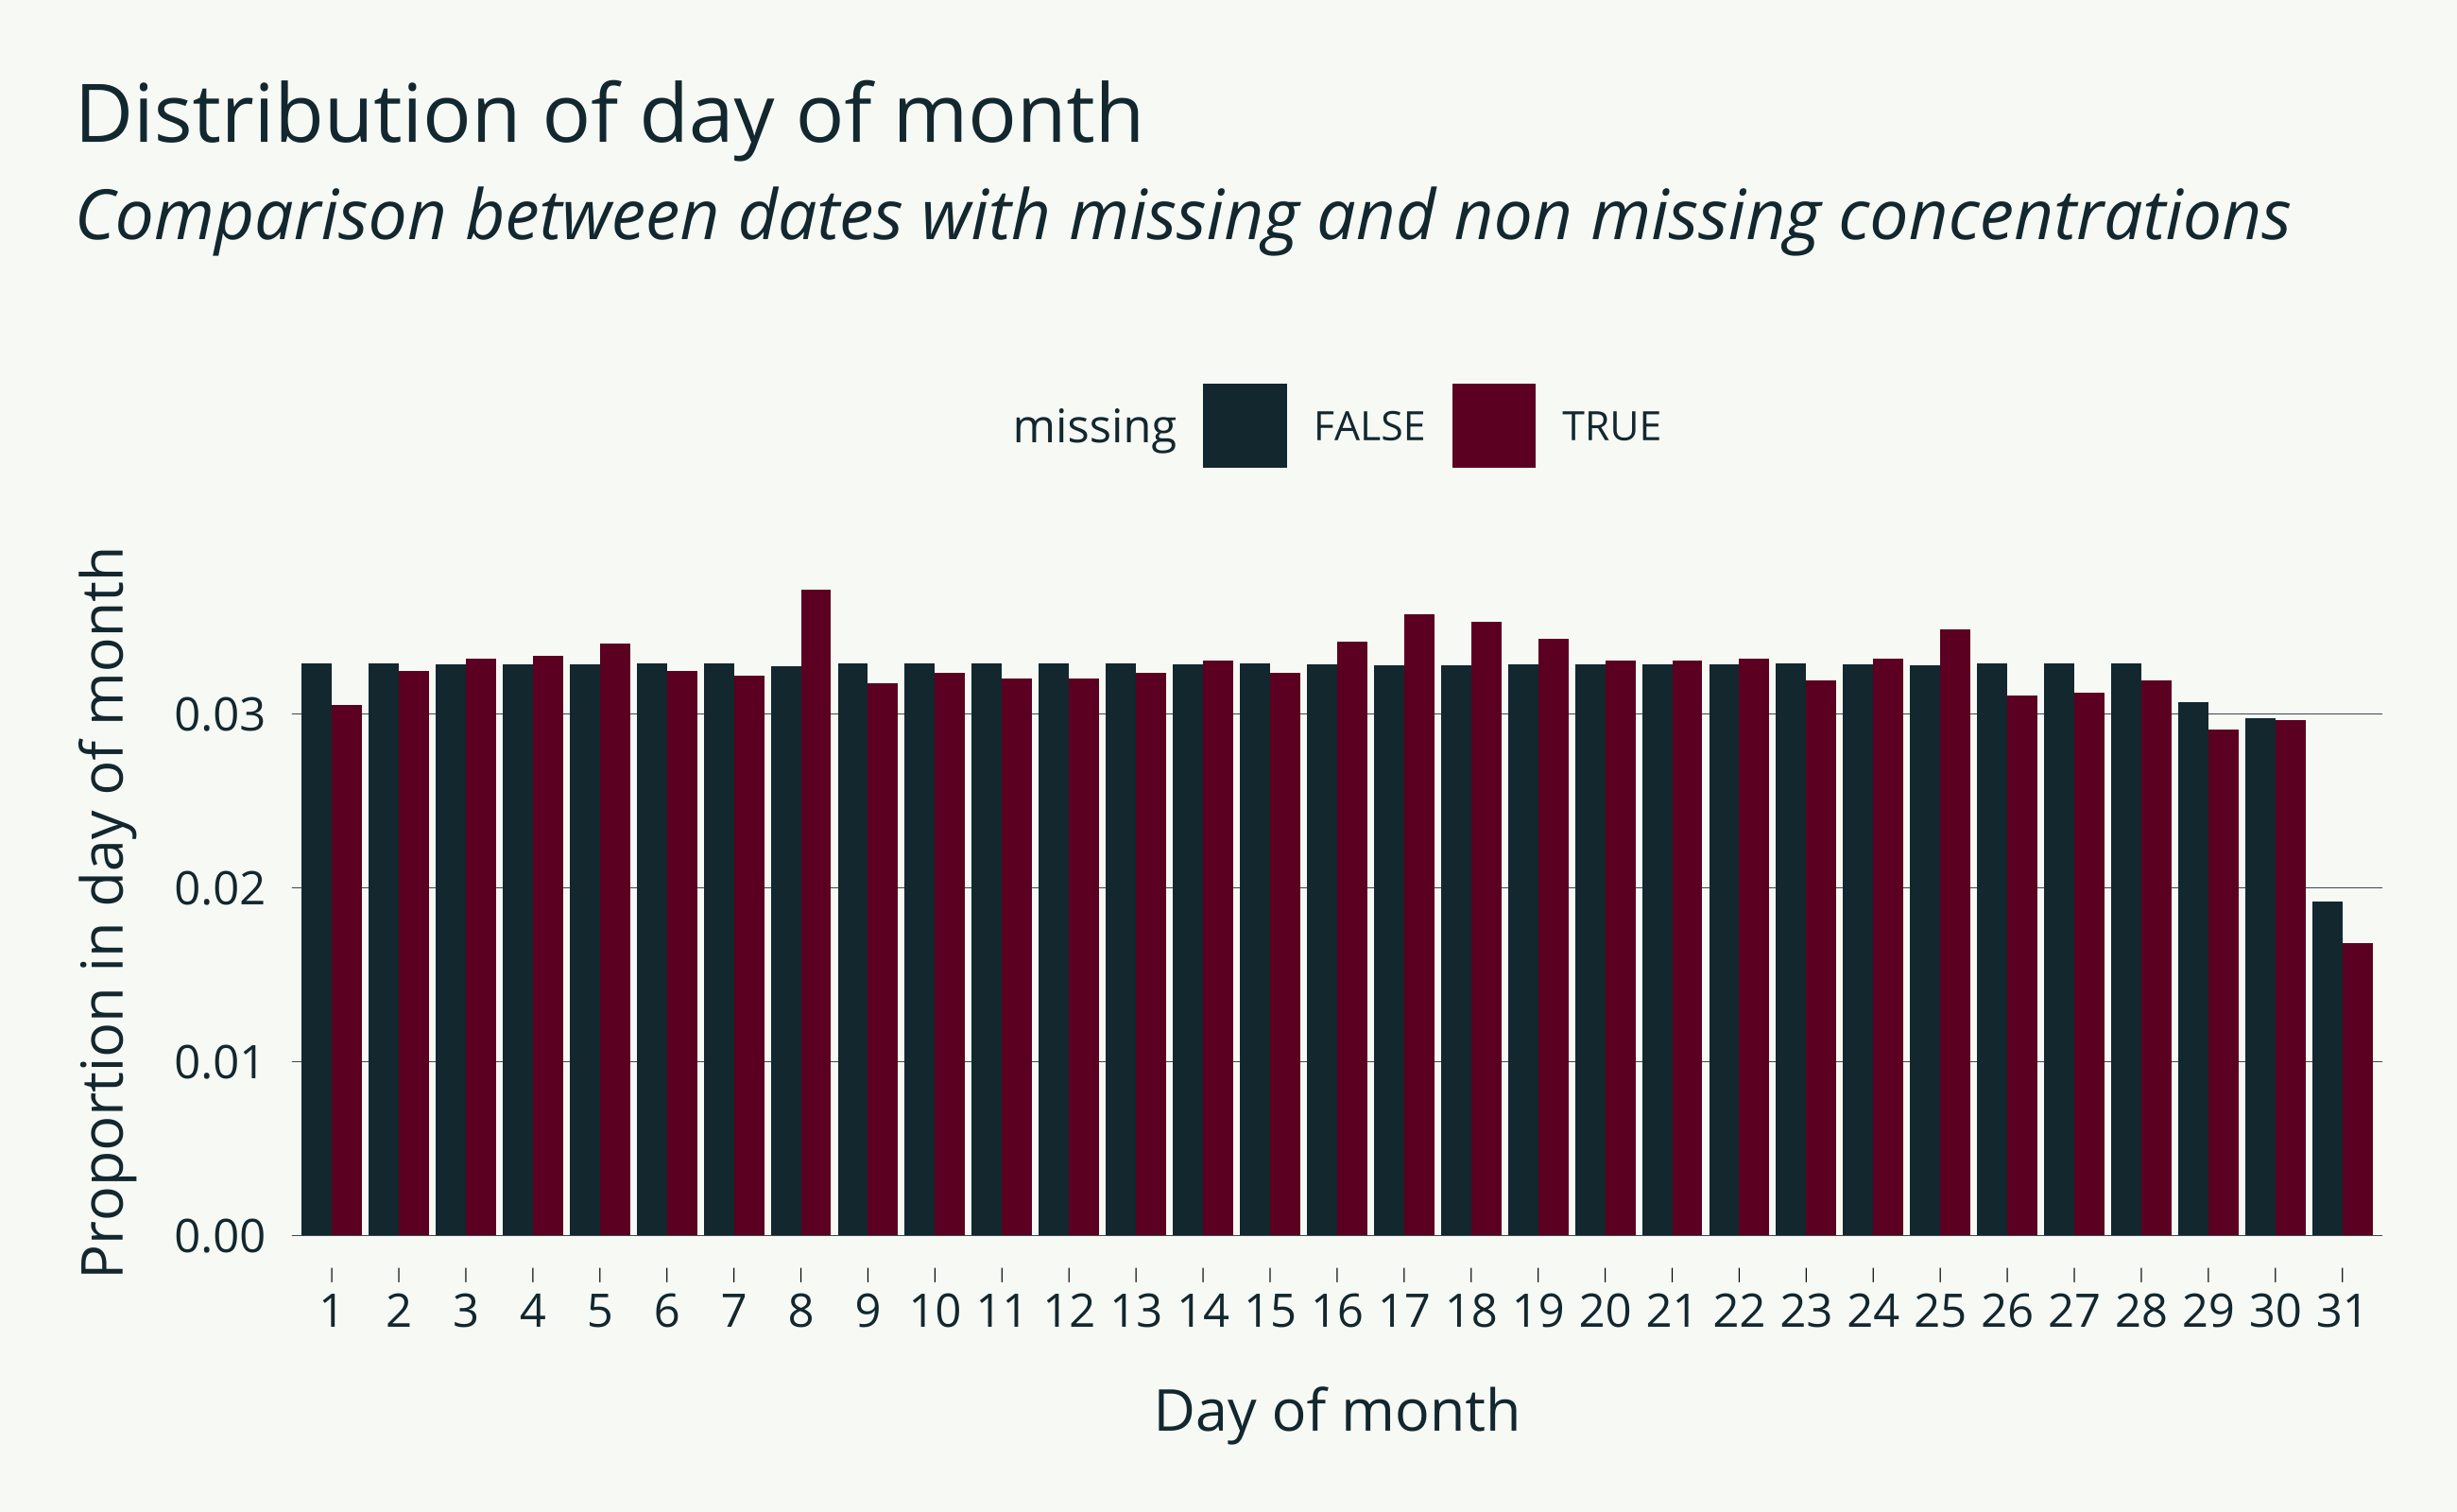 Distribution of day of month
Comparison between dates with missing and non missing concentrations
missing FALSE TRUE
Proportion in day of month
0.03
0.02
0.01
0.00
1 2 3 4 5 6 7 8 9 10 11 12 13 14 15 16 17 18 19 20 21 22 23 24 25 26 27 28 29 30 31
Day of month